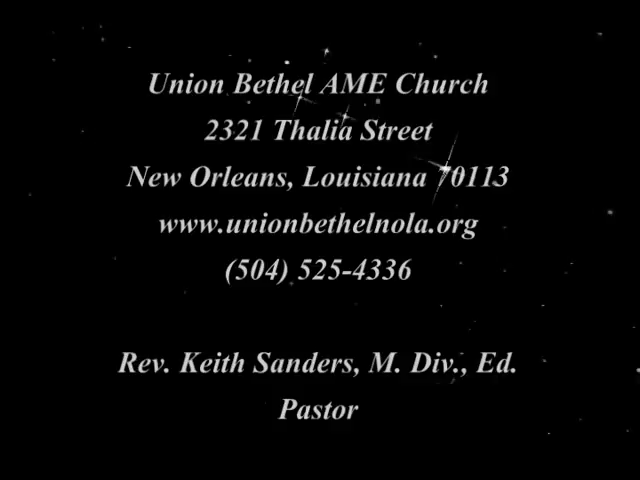 Union Bethel AME Church
2321 Thalia Street
New Orleans, Louisiana 70113
www.unionbethelnola.org
(504) 525-4336
Rev. Keith Sanders, M. Div., Ed.
Pastor